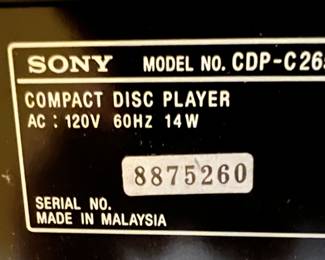 SONY MODEL NO. CDP-C26
COMPACT DISC PLAYER
AC : 120V 60Hz 14W
8875260
SERIAL NO.
MADE IN MALAYSIA